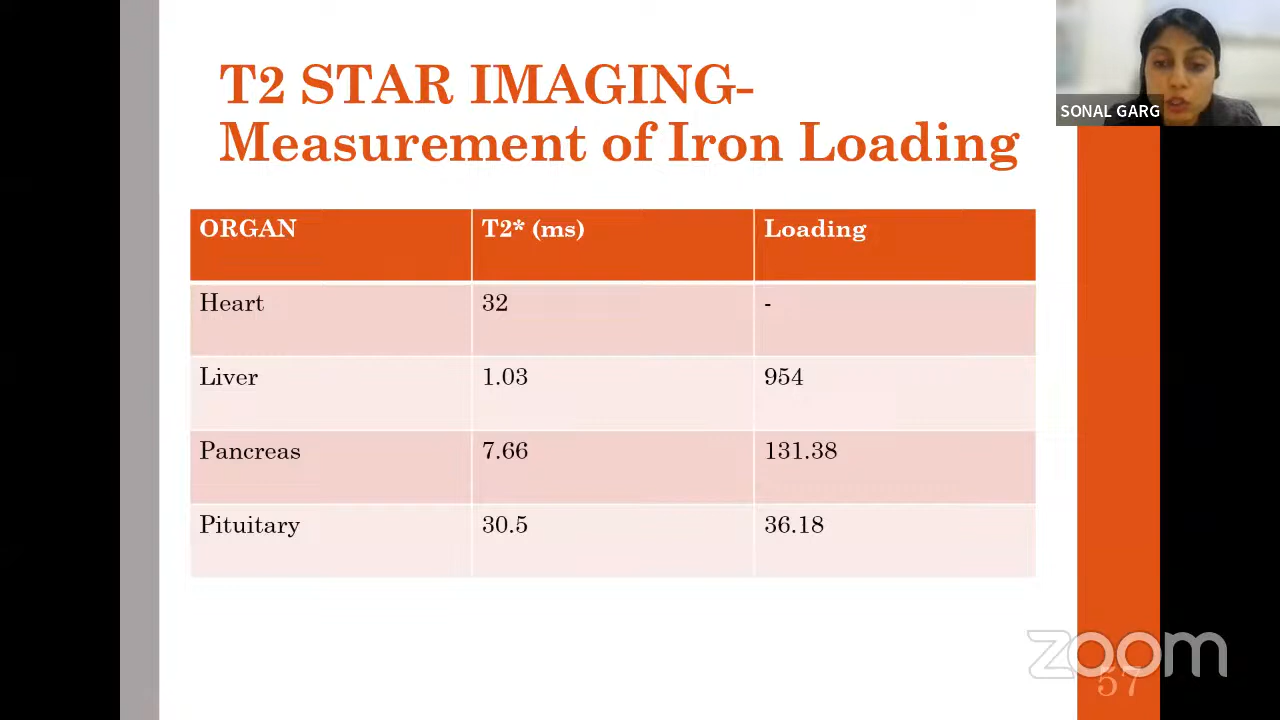 T2 STAR IMAGING-
Measurement of Iron Loading
SONAL GARG
ORGAN T2* (ms) Loading
Heart 32 -
Liver 1.03 954
Pancreas 7.66 131.38
Pituitary 30.5 36.18
zoom
57